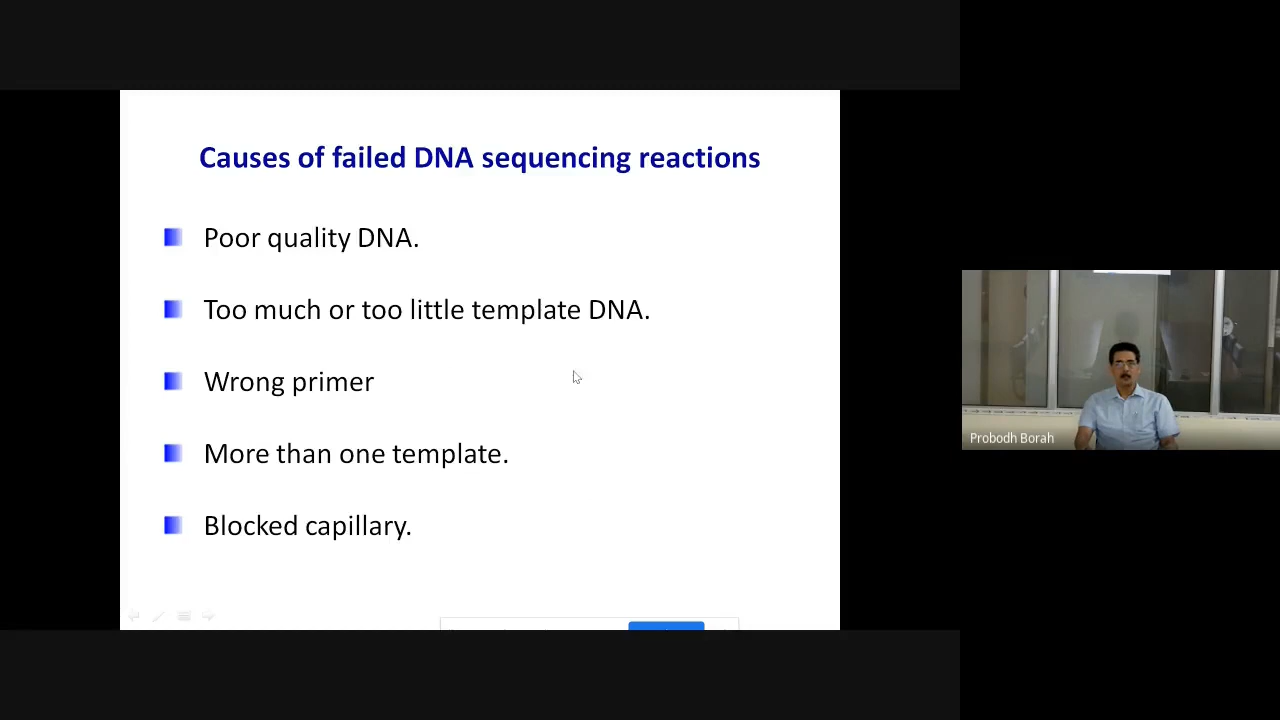 Causes of failed DNA sequencing reactions
Poor quality DNA.
Too much or too little template DNA.
Wrong primer
More than one template.
Blocked capillary.
Probodh Borah